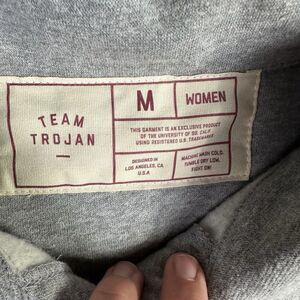 TEAM
TROJAN
M
WOMEN
THIS GARMENT IS AN EXCLUSIVE PRODUCT
OF THE UNIVERSITY OF SO. CALIF
USING REGISTERED U.S. TRADEMARKS
DESIGNED IN
LOS ANGELES, CA
U.S.A
MACHINE WASH COLD.
TUMBLE DRY LOW.
FIGHT ON!